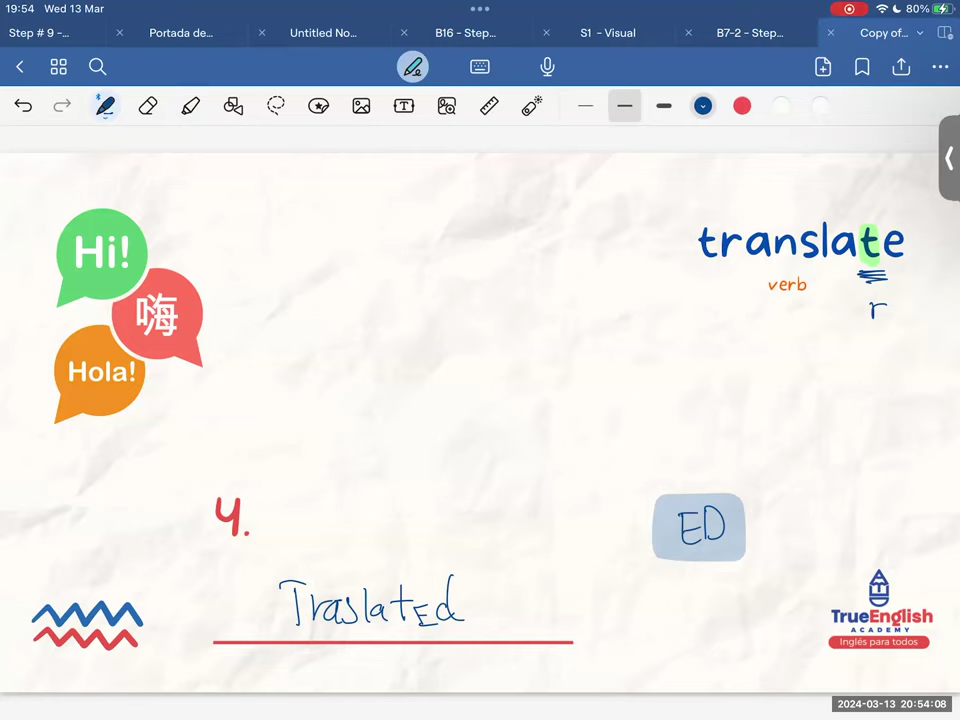 19:54 Wed 13 Mar
80%
Step # 9 -...
Portada de...
Untitled No...
B16 - Step...
S1 - Visual
B7-2 - Step...
Copy of...
Hi!
嗨
Hola!
translate
verb
r
4.
ED
TraslatEd
TrueEnglish
ACADEMY
Inglés para todos
2024-03-13 20:54:08